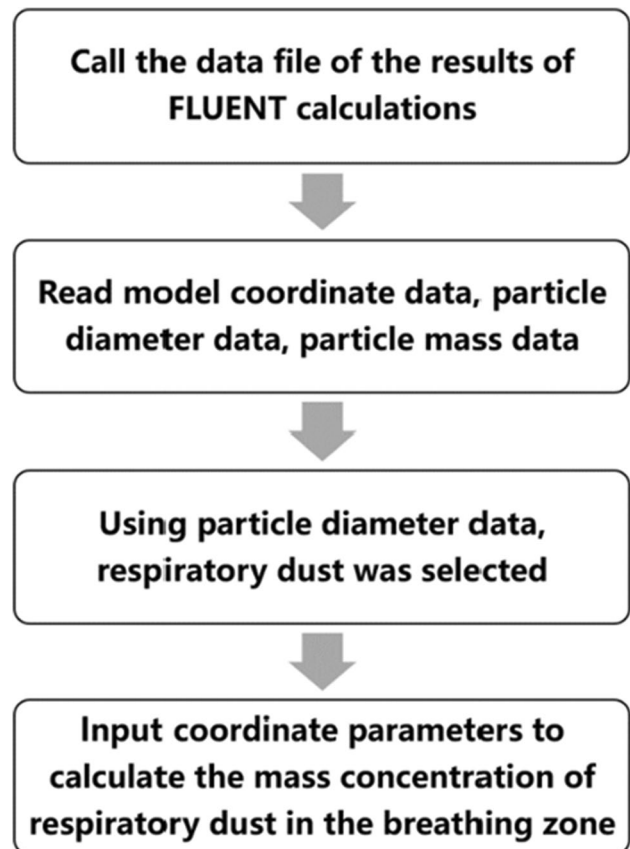 Call the data file of the results of
FLUENT calculations
Read model coordinate data, particle
diameter data, particle mass data
Using particle diameter data,
respiratory dust was selected
Input coordinate parameters to
calculate the mass concentration of
respiratory dust in the breathing zone